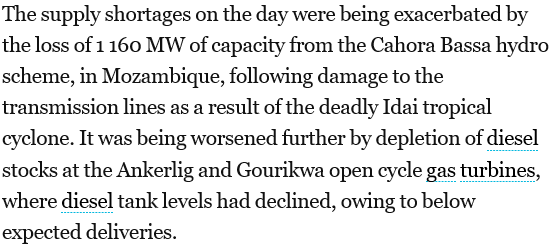 The supply shortages on the day were being exacerbated by
the loss of 1 160 MW of capacity from the Cahora Bassa hydro
scheme, in Mozambique, following damage to the
transmission lines as a result of the deadly Idai tropical
cyclone. It was being worsened further by depletion of diesel
stocks at the Ankerlig and Gourikwa open cycle gas turbines,
where diesel tank levels had declined, owing to below
expected deliveries.